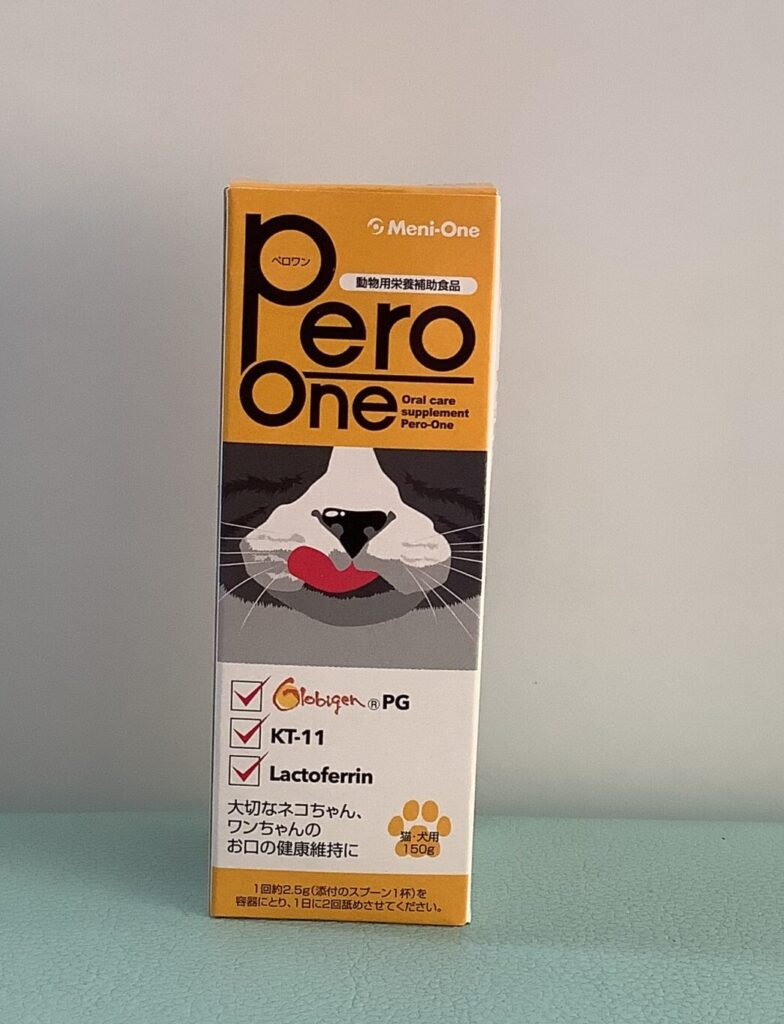 Meni-One
ペロワン
動物用栄養補助食品
Pero
One
Oral care
supplement
Pero-One
Globigen®PG
KT-11
Lactoferrin
大切なネコちゃん、
ワンちゃんの
お口の健康維持に
猫・犬用
150g
1回約2.5g(添付のスプーン1杯)を
容器にとり、1日に2回舐めさせてください。